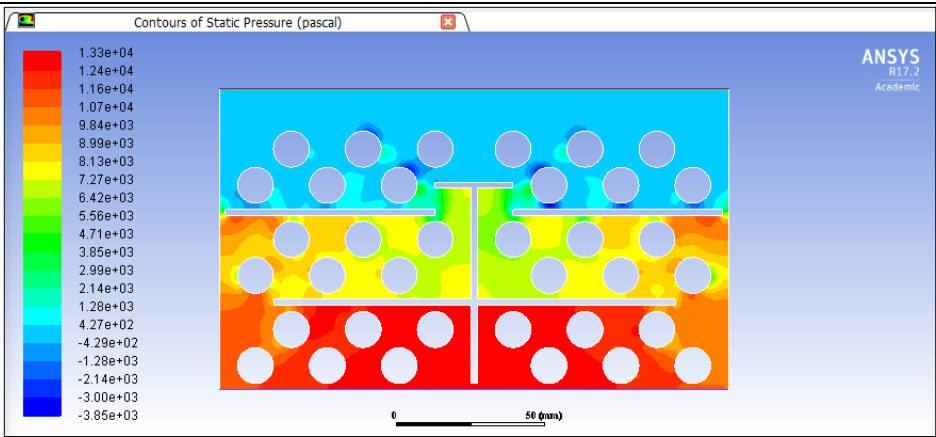 Contours of Static Pressure (pascal)
1.33e+04
1.24e+04
1.16e+04
1.07e+04
9.84e+03
8.99e+03
8.13e+03
7.27e+03
6.42e+03
5.56e+03
4.71e+03
3.85e+03
2.99e+03
2.14e+03
1.28e+03
4.27e+02
-4.29e+02
-1.28e+03
-2.14e+03
-3.00e+03
-3.85e+03
ANSYS
R17.2
Academic
0 50 (mm)